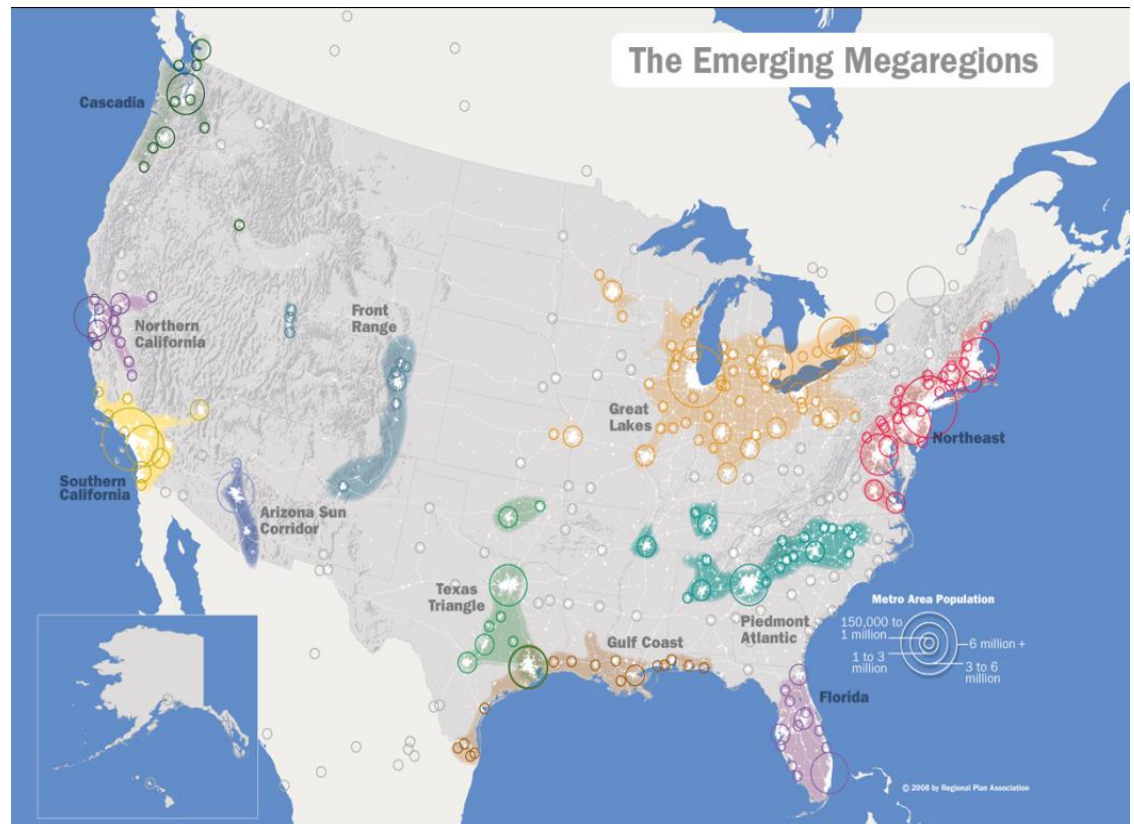 The Emerging Megaregions
Cascadia
Northern
California
Front
Range
Great
Lakes
Northeast
Southern
California
Arizona Sun
Corridor
Texas
Triangle
Gulf Coast
Piedmont
Atlantic
Florida
Metro Area Population
150,000 to
1 million
1 to 3
million
6 million +
3 to 6
million
© 2008 by Regional Plan Association